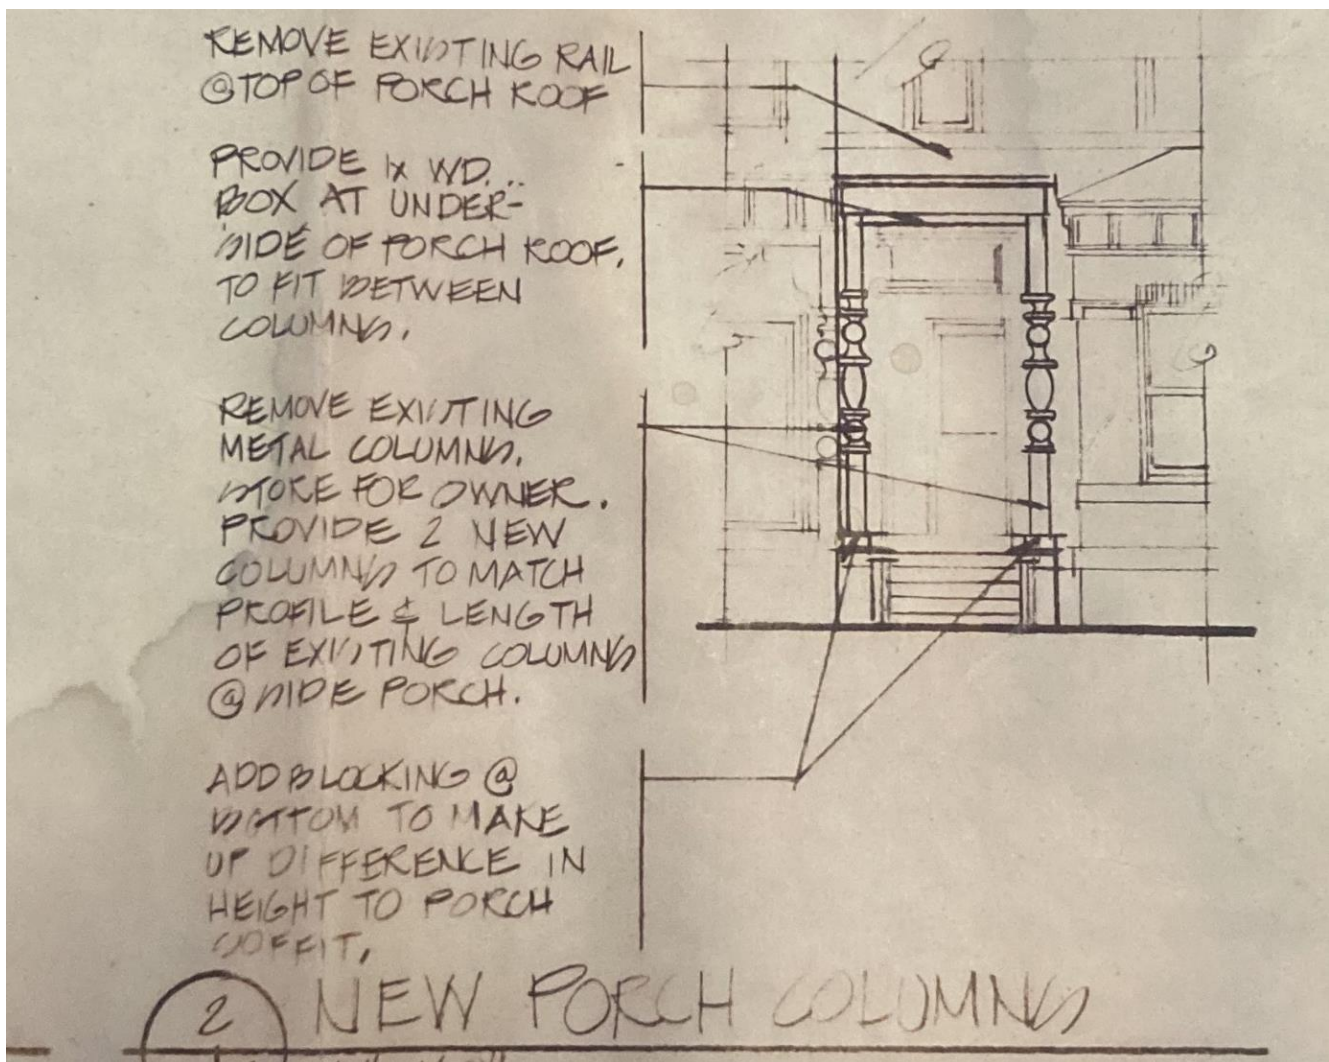 REMOVE EXISTING RAIL
@ TOP OF PORCH ROOF
PROVIDE 1x WD.
BOX AT UNDER-
SIDE OF PORCH ROOF,
TO FIT BETWEEN
COLUMNS.
REMOVE EXISTING
METAL COLUMNS.
STORE FOR OWNER.
PROVIDE 2 NEW
COLUMNS TO MATCH
PROFILE & LENGTH
OF EXISTING COLUMNS
@ SIDE PORCH.
ADD BLOCKING @
BOTTOM TO MAKE
UP DIFFERENCE IN
HEIGHT TO PORCH
SOFFIT.
2 NEW PORCH COLUMNS